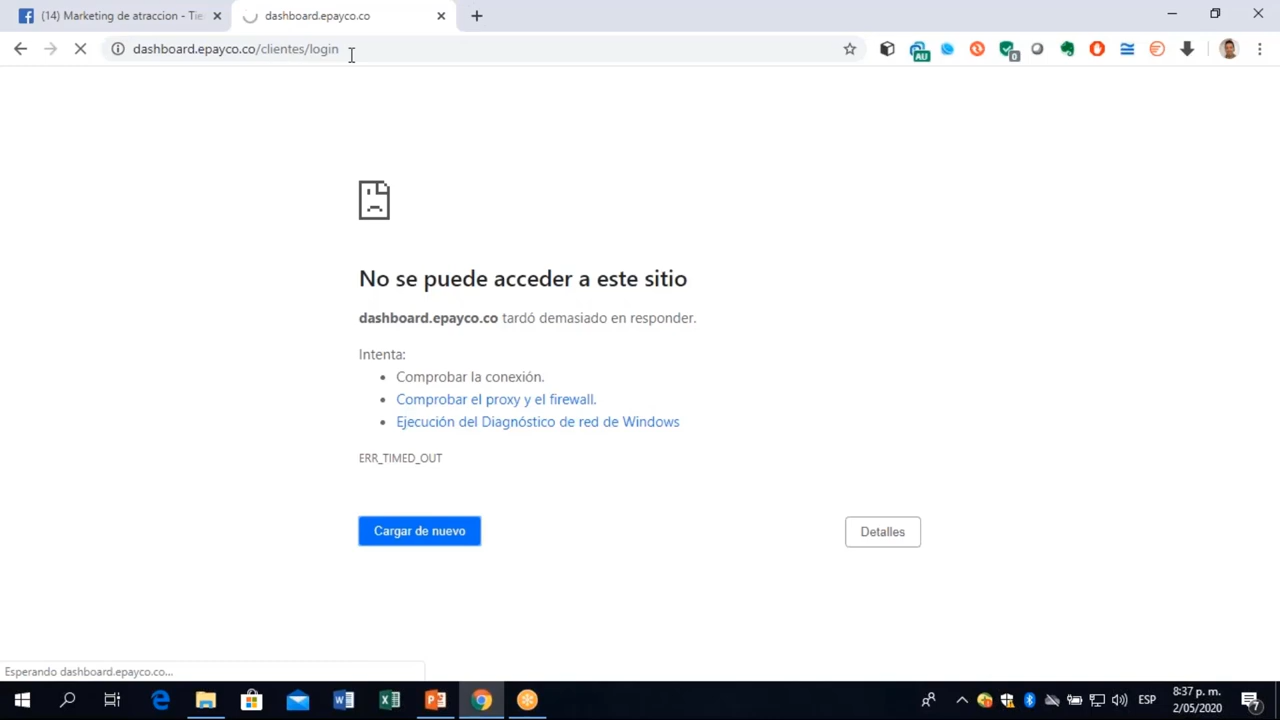 (14) Marketing de atraccion - Tie
dashboard.epayco.co
dashboard.epayco.co/clientes/login
AU
0
No se puede acceder a este sitio
dashboard.epayco.co tardó demasiado en responder.
Intenta:
• Comprobar la conexión.
• Comprobar el proxy y el firewall.
• Ejecución del Diagnóstico de red de Windows
ERR_TIMED_OUT
Cargar de nuevo
Detalles
Esperando dashboard.epayco.co...
ESP
8:37 p. m.
2/05/2020
7